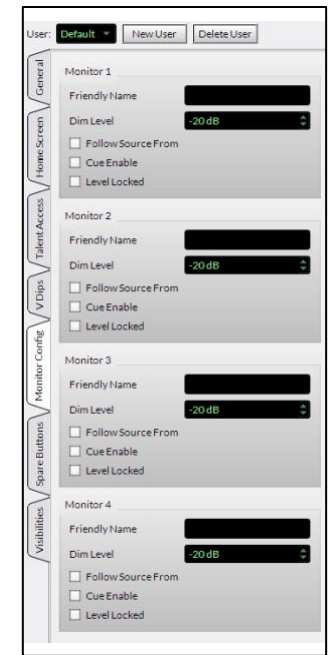 User: Default New User Delete User
General
Home Screen
Talent Access
V Dips
Monitor Config
Spare Buttons
Visibilities
Monitor 1
Friendly Name
Dim Level -20 dB
Follow Source From
Cue Enable
Level Locked
Monitor 2
Friendly Name
Dim Level -20 dB
Follow Source From
Cue Enable
Level Locked
Monitor 3
Friendly Name
Dim Level -20 dB
Follow Source From
Cue Enable
Level Locked
Monitor 4
Friendly Name
Dim Level -20 dB
Follow Source From
Cue Enable
Level Locked